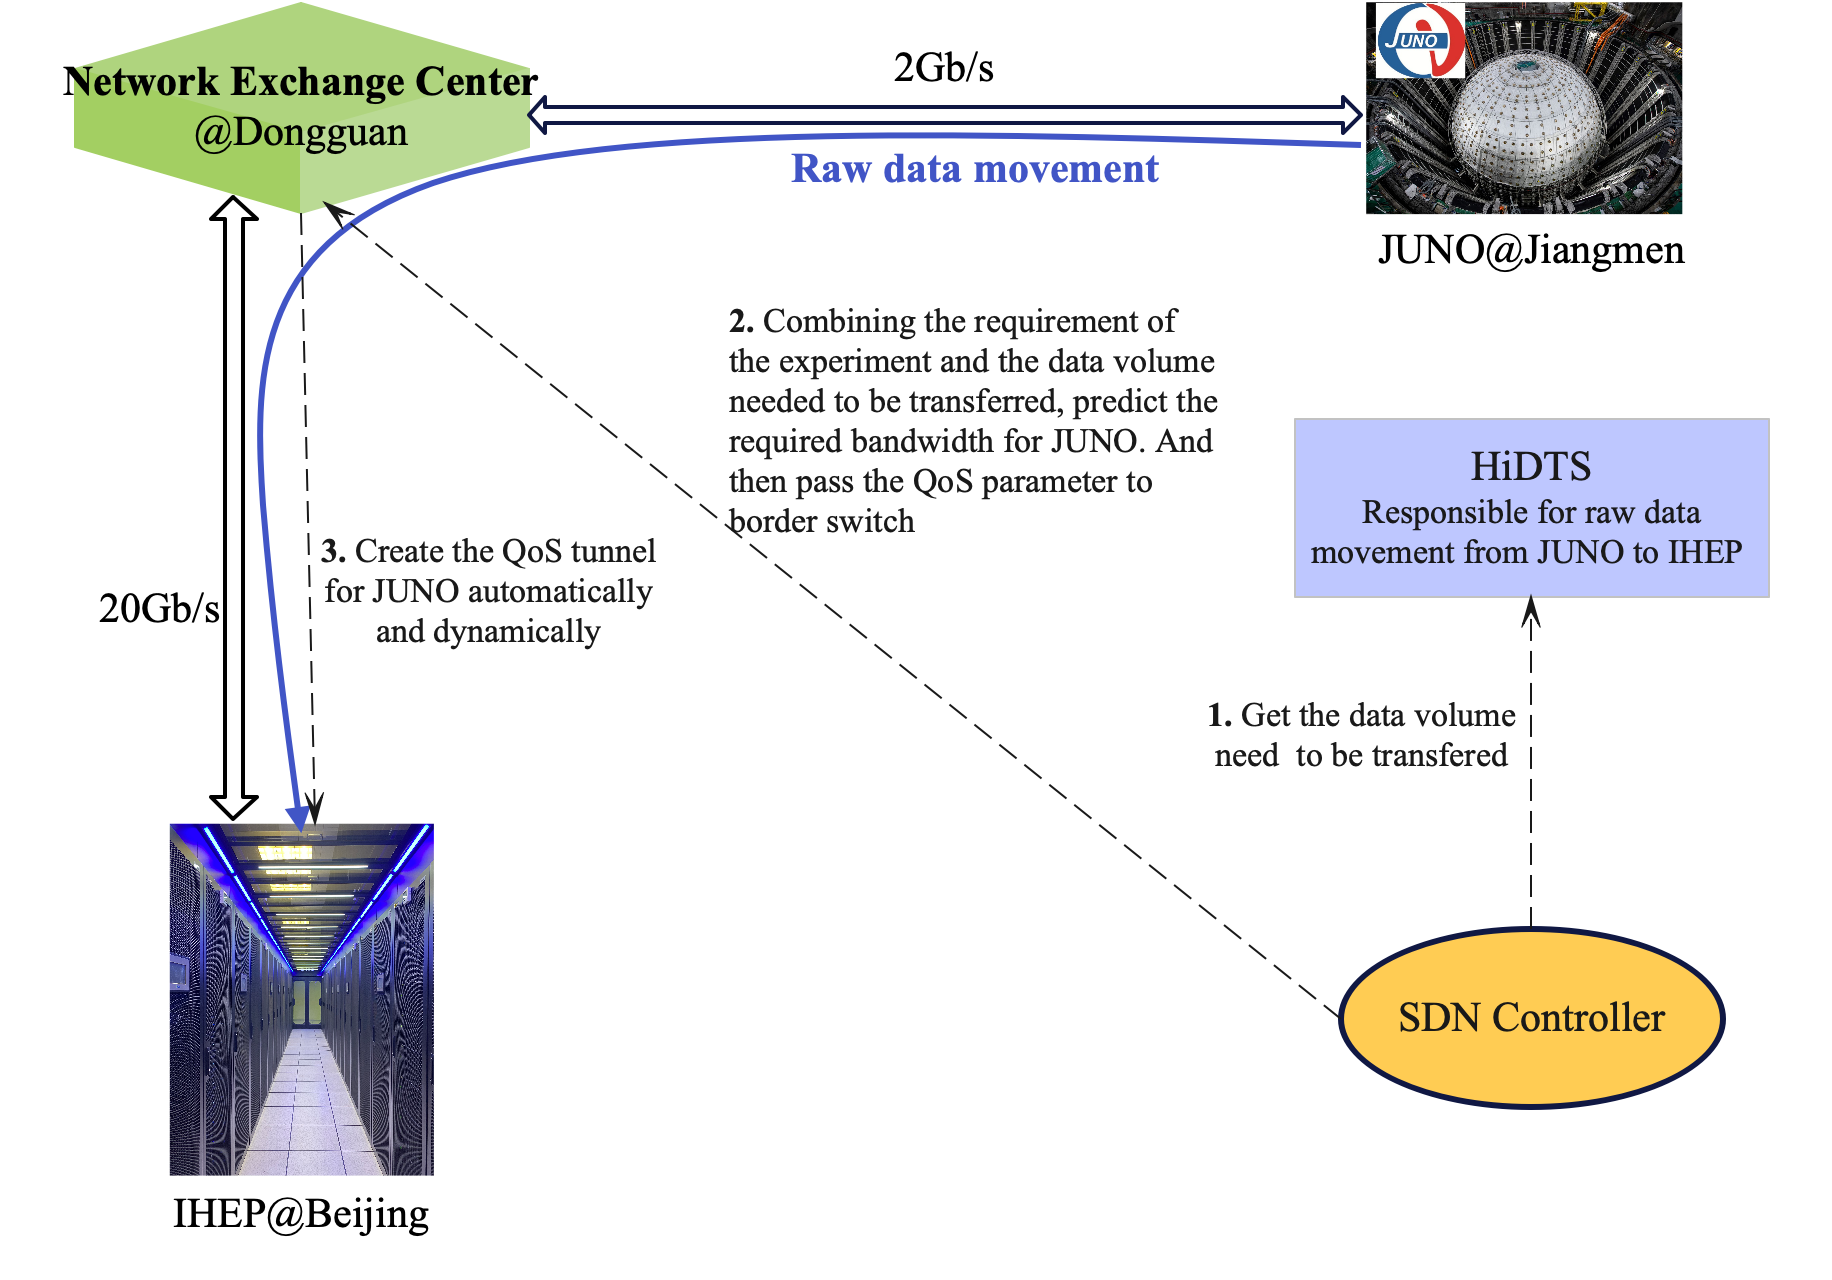 Network Exchange Center
@Dongguan
2Gb/s
Raw data movement
JUNO
JUNO@Jiangmen
2. Combining the requirement of
the experiment and the data volume
needed to be transferred, predict the
required bandwidth for JUNO. And
then pass the QoS parameter to
border switch
HiDTS
Responsible for raw data
movement from JUNO to IHEP
3. Create the QoS tunnel
for JUNO automatically
and dynamically
20Gb/s
1. Get the data volume
need  to be transfered
SDN Controller
IHEP@Beijing